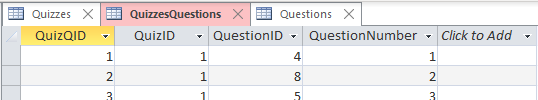 Quizzes QuizzesQuestions Questions
QuizQID QuizID QuestionID QuestionNumber Click to Add
1 1 4 1
2 1 8 2
3 1 5 3